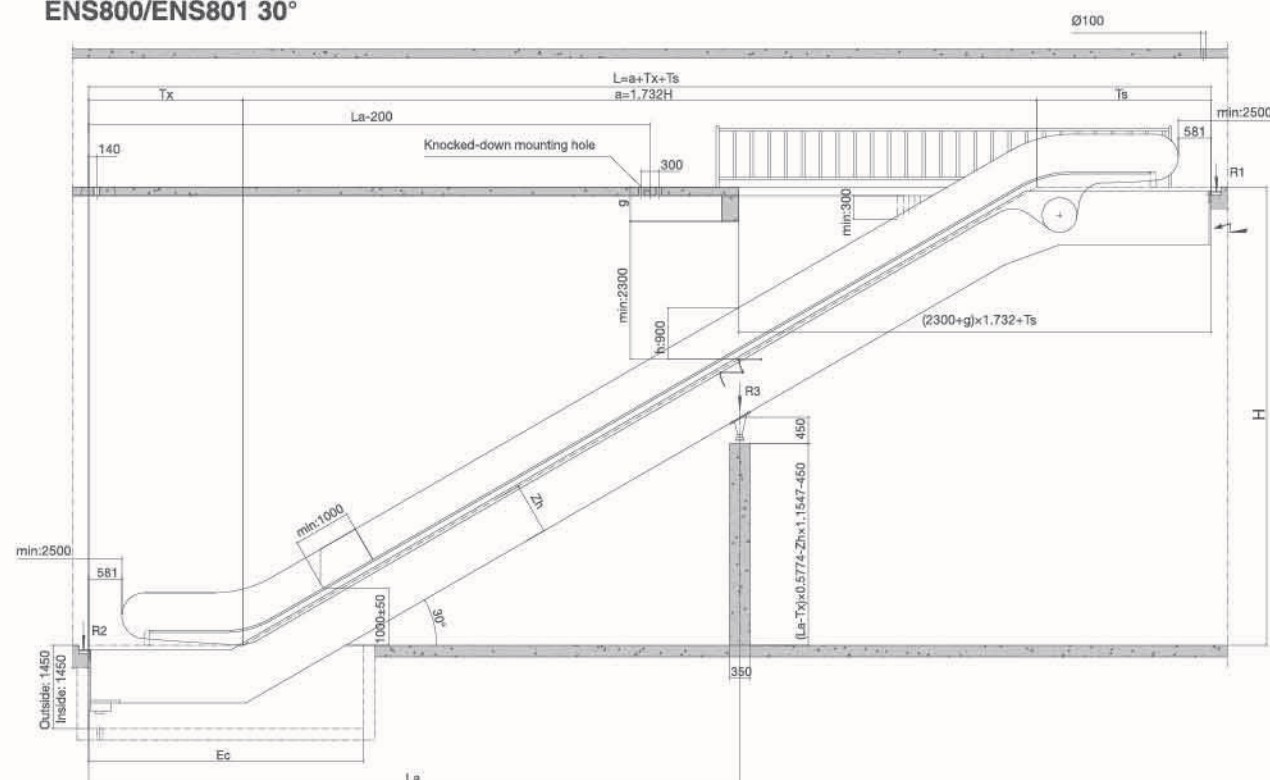 ENS800/ENS801 30°
Ø100
L=a+Tx+Ts
Tx
a=1.732H
Ts
min:2500
La-200
581
140
Knocked-down mounting hole
300
R1
g
min:300
min:2300
h:900
(2300+g)×1.732+Ts
R3
H
450
Zh
min:1000
(La-Tx)×0.5774-Zh×1.1547-450
min:2500
581
1000±50
30°
R2
350
Outside: 1450
Inside: 1450
Ec
La